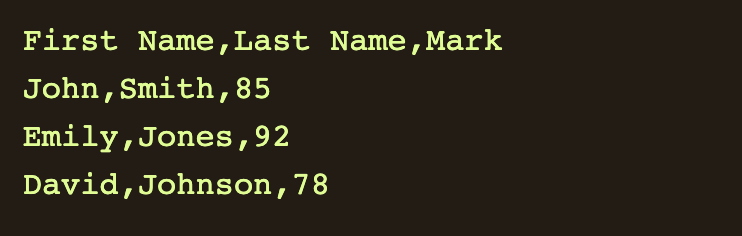 First Name,Last Name,Mark
John,Smith,85
Emily,Jones,92
David,Johnson,78